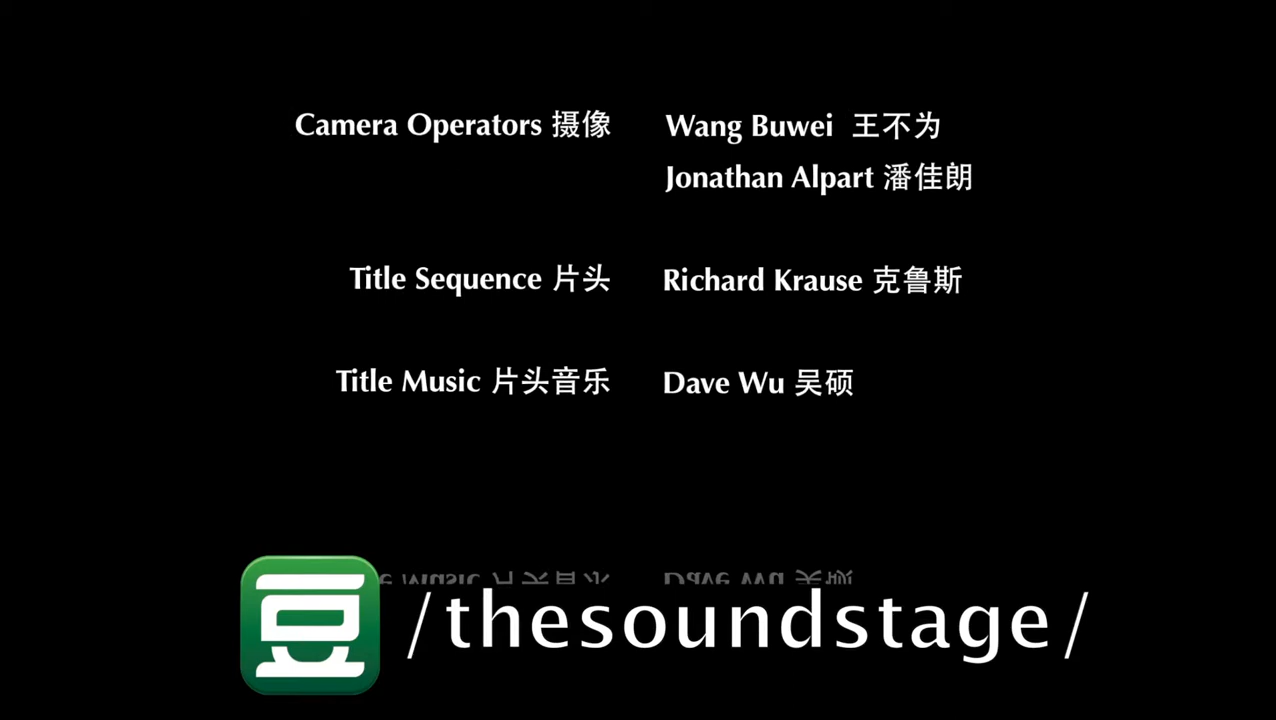 Camera Operators 摄像 Wang Buwei 王不为
Jonathan Alpart 潘佳朗
Title Sequence 片头 Richard Krause 克鲁斯
Title Music 片头音乐 Dave Wu 吴硕
豆 /thesoundstage/